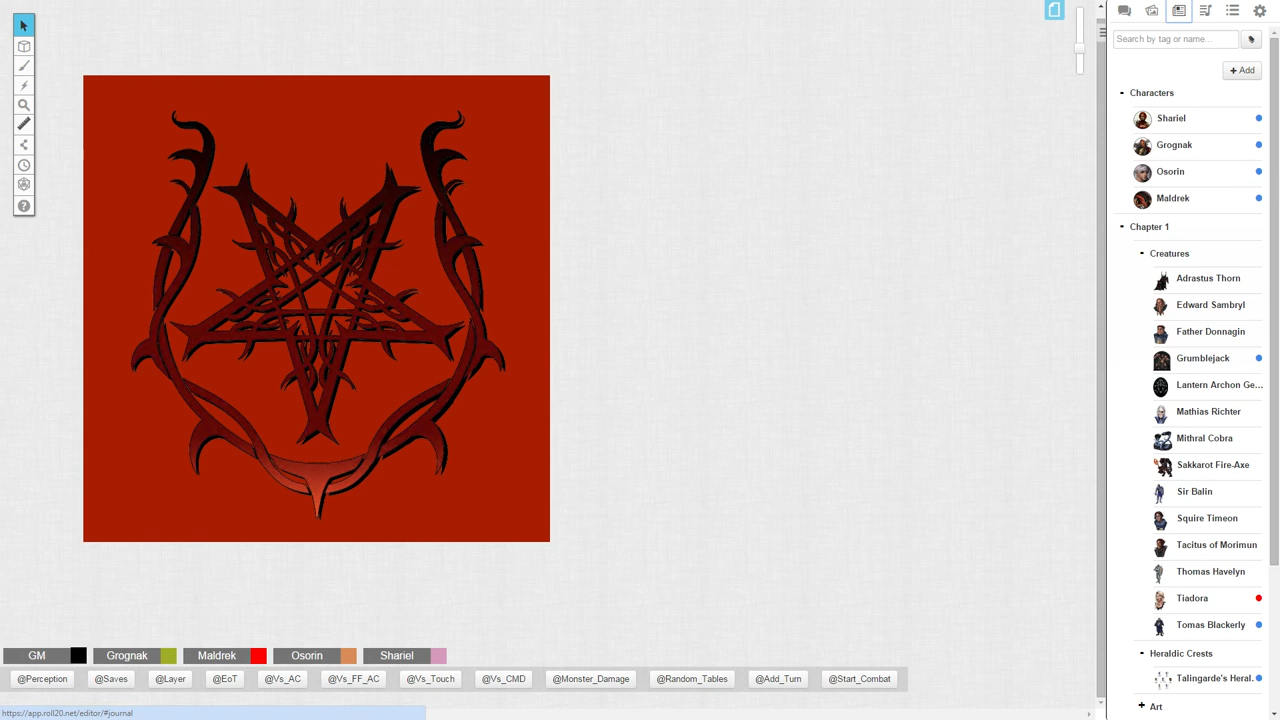 Search by tag or name...
+ Add
Characters
Shariel
Grognak
Osorin
Maldrek
Chapter 1
Creatures
Adrastus Thorn
Edward Sambryl
Father Donnagin
Grumblejack
Lantern Archon Ge...
Mathias Richter
Mithral Cobra
Sakkarot Fire-Axe
Sir Balin
Squire Timeon
Tacitus of Morimun
Thomas Havelyn
Tiadora
Tomas Blackerly
Heraldic Crests
Talingarde's Heral.
Art
GM Grognak Maldrek Osorin Shariel
@Perception @Saves @Layer @EoT @Vs_AC @Vs_FF_AC @Vs_Touch @Vs_CMD @Monster_Damage @Random_Tables @Add_Turn @Start_Combat
https://app.roll20.net/editor/#journal